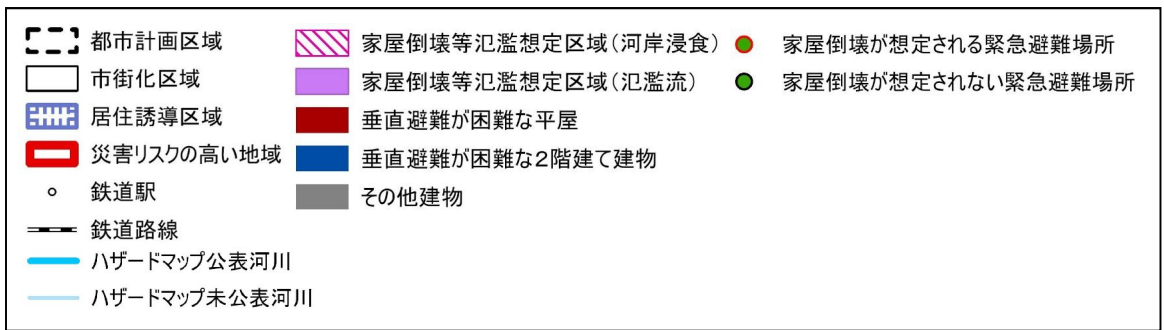 都市計画区域
市街化区域
居住誘導区域
災害リスクの高い地域
鉄道駅
鉄道路線
ハザードマップ公表河川
ハザードマップ未公表河川
家屋倒壊等氾濫想定区域(河岸浸食)
家屋倒壊等氾濫想定区域(氾濫流)
垂直避難が困難な平屋
垂直避難が困難な2階建て建物
その他建物
家屋倒壊が想定される緊急避難場所
家屋倒壊が想定されない緊急避難場所